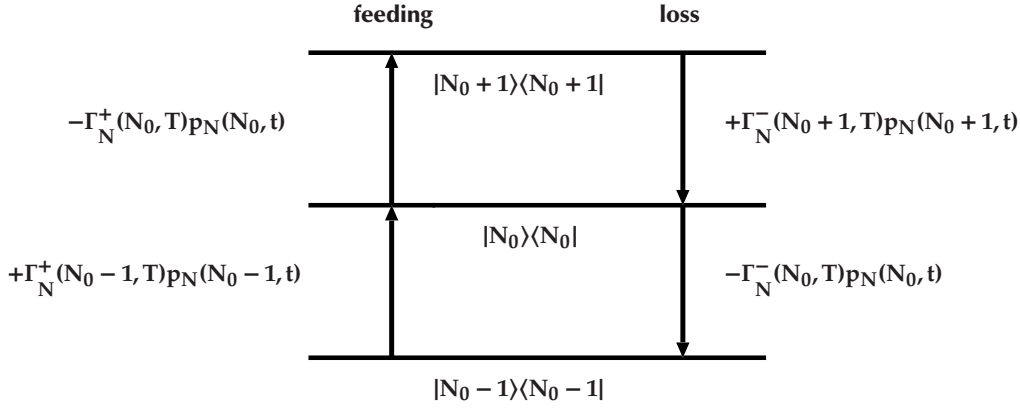 feeding loss
|N₀ + 1⟩⟨N₀ + 1|
−Γ⁺_N(N₀, T)p_N(N₀, t) +Γ⁻_N(N₀ + 1, T)p_N(N₀ + 1, t)
|N₀⟩⟨N₀|
+Γ⁺_N(N₀ − 1, T)p_N(N₀ − 1, t) −Γ⁻_N(N₀, T)p_N(N₀, t)
|N₀ − 1⟩⟨N₀ − 1|